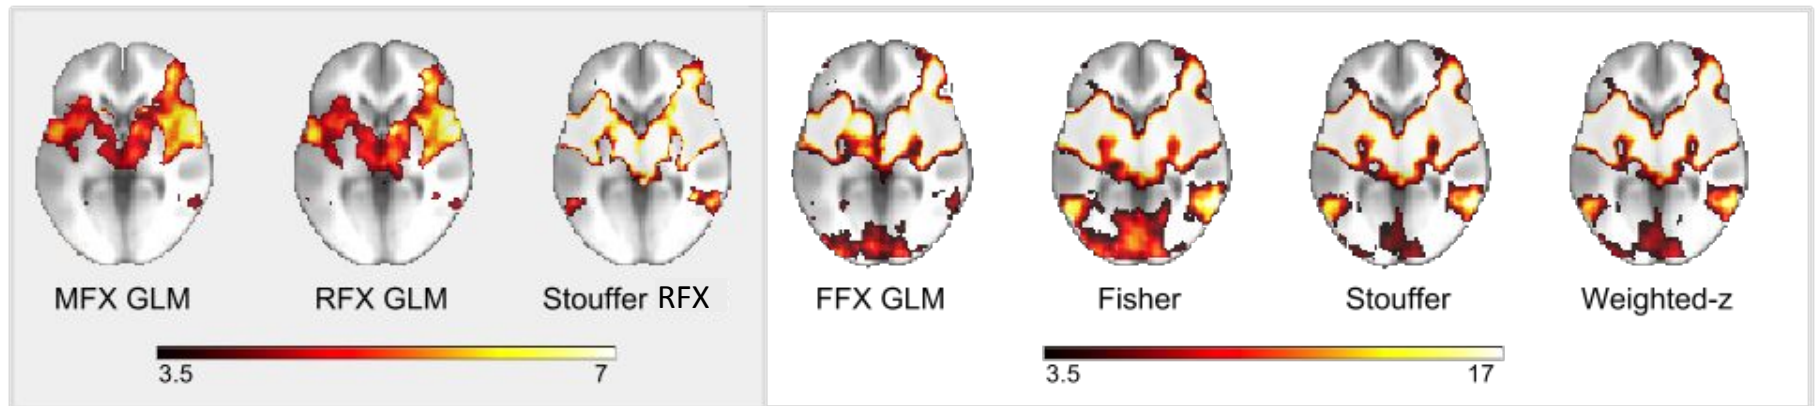 MFX GLM
RFX GLM
Stouffer RFX
FFX GLM
Fisher
Stouffer
Weighted-z
3.5
7
3.5
17